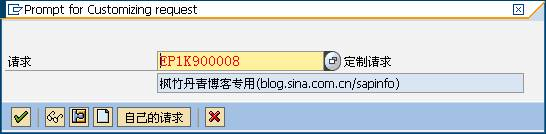 Prompt for Customizing request
请求 EP1K900008 定制请求
枫竹丹青博客专用(blog.sina.com.cn/sapinfo)
自己的请求